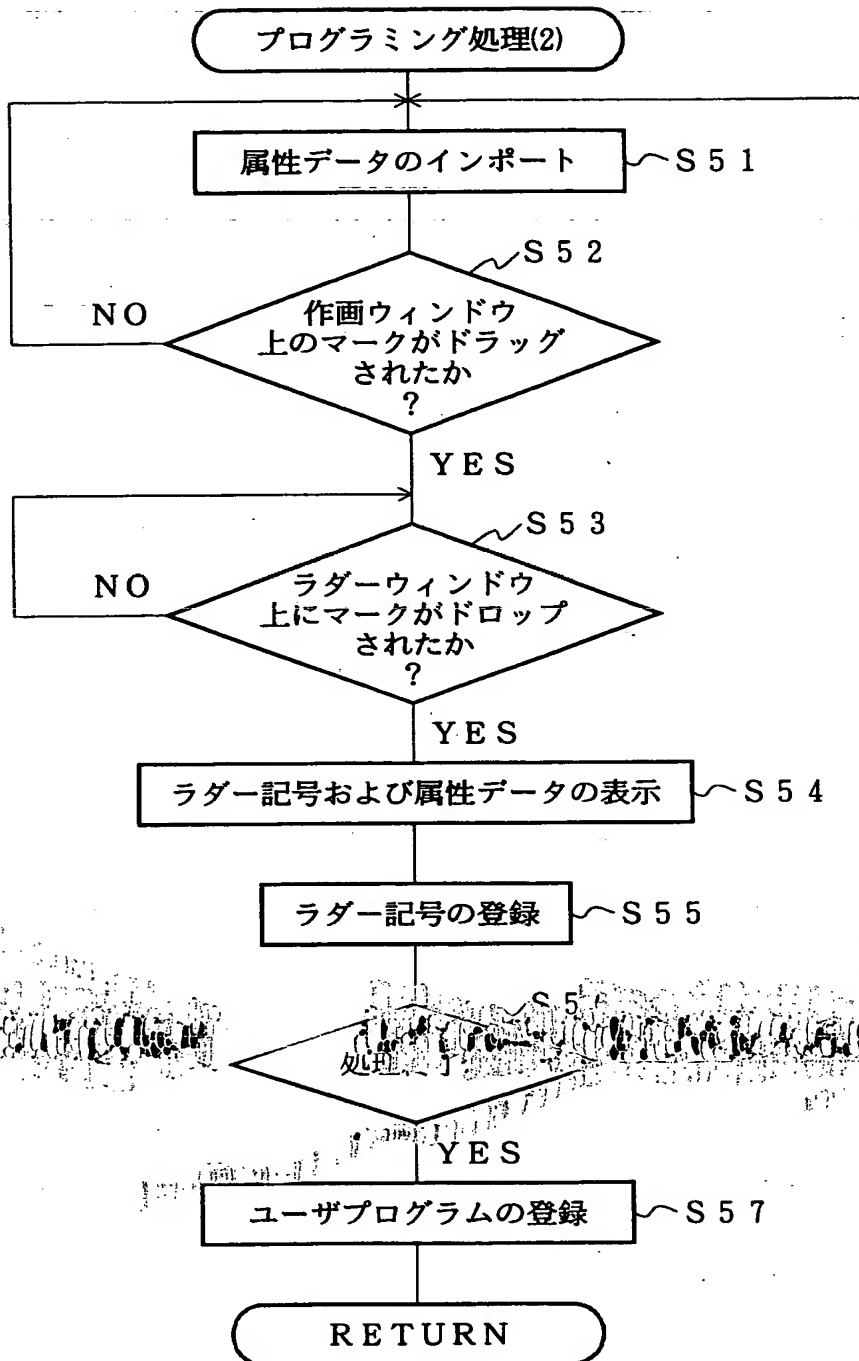 プログラミング処理(2)
属性データのインポート
S51
S52
NO
作画ウィンドウ
上のマークがドラッグ
されたか
?
YES
S53
NO
ラダーウィンドウ
上にマークがドロップ
されたか
?
YES
ラダー記号および属性データの表示
S54
ラダー記号の登録
S55
処理
YES
ユーザプログラムの登録
S57
RETURN